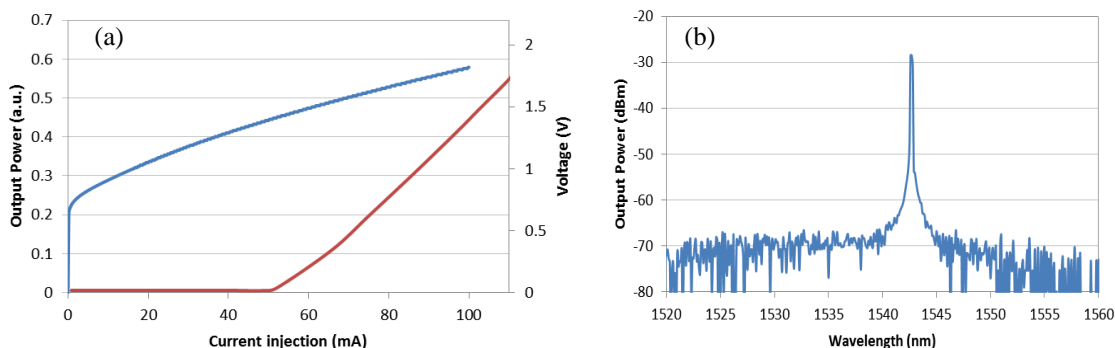 (a)
Output Power (a.u.)
0.7
0.6
0.5
0.4
0.3
0.2
0.1
0
0 20 40 60 80 100
Current injection (mA)
2
1.5
1
0.5
0
Voltage (V)
(b)
Output Power (dBm)
-20
-30
-40
-50
-60
-70
-80
1520 1525 1530 1535 1540 1545 1550 1555 1560
Wavelength (nm)